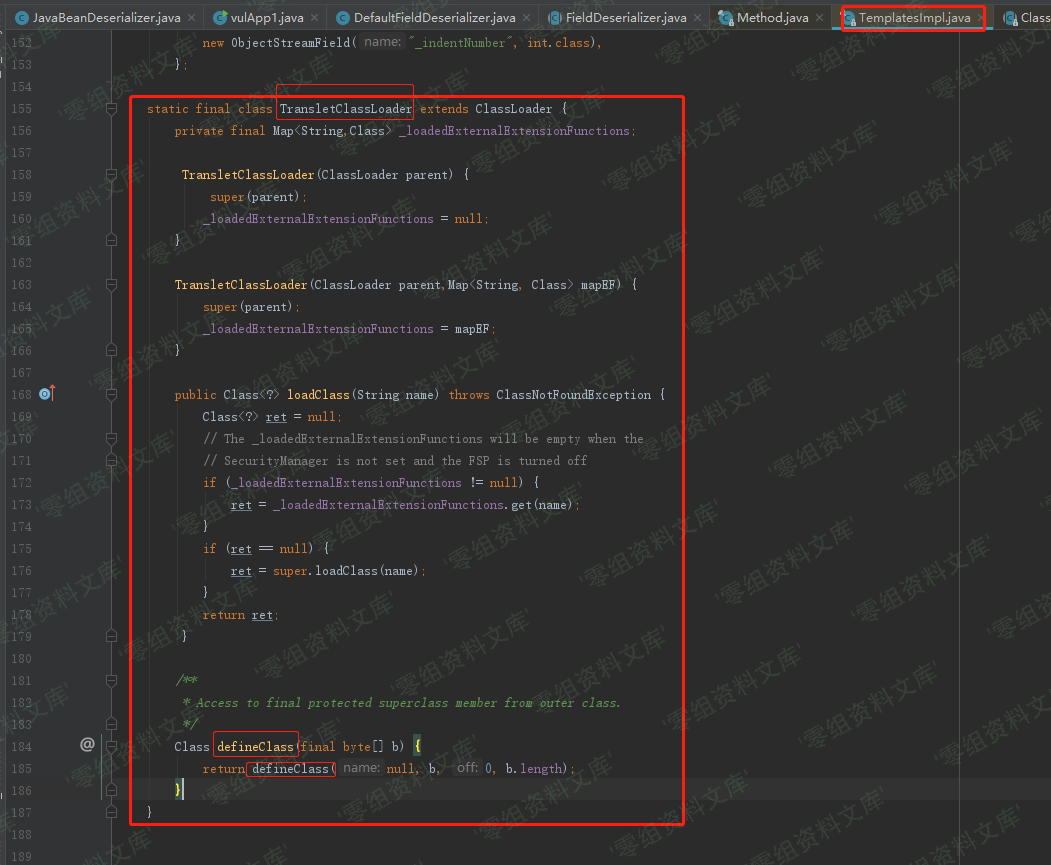 JavaBeanDeserializer.java × vulApp1.java × DefaultFieldDeserializer.java × FieldDeserializer.java × Method.java × TemplatesImpl.java × Class
152 new ObjectStreamField( name: "_indentNumber", int.class),
153 };
154
155 static final class TransletClassLoader extends ClassLoader {
156 private final Map<String,Class> _loadedExternalExtensionFunctions;
157
158 TransletClassLoader(ClassLoader parent) {
159 super(parent);
160 _loadedExternalExtensionFunctions = null;
161 }
162
163 TransletClassLoader(ClassLoader parent,Map<String, Class> mapEF) {
164 super(parent);
165 _loadedExternalExtensionFunctions = mapEF;
166 }
167
168 public Class<?> loadClass(String name) throws ClassNotFoundException {
169 Class<?> ret = null;
170 // The _loadedExternalExtensionFunctions will be empty when the
171 // SecurityManager is not set and the FSP is turned off
172 if (_loadedExternalExtensionFunctions != null) {
173 ret = _loadedExternalExtensionFunctions.get(name);
174 }
175 if (ret == null) {
176 ret = super.loadClass(name);
177 }
178 return ret;
179 }
180
181 /**
182 * Access to final protected superclass member from outer class.
183 */
184 @ Class defineClass(final byte[] b) {
185 return defineClass( name: null, b, off: 0, b.length);
186 }
187 }
188
189
'零组资料文库'